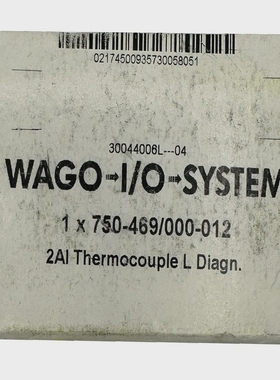 02174500935730058051
30044006L---04
WAGO→I/O→SYSTEM
1 x 750-469/000-012
2AI Thermocouple L Diagn.